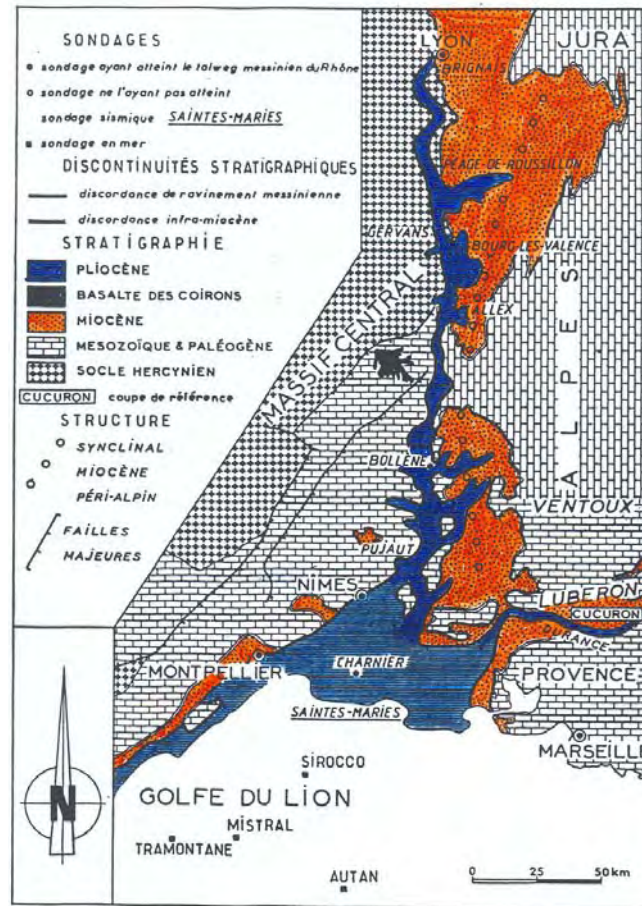 SONDAGES
sondage ayant atteint le talweg messinien du Rhône
sondage ne l'ayant pas atteint
sondage sismique SAINTES-MARIES
sondage en mer
DISCONTINUITÉS STRATIGRAPHIQUES
discordance de ravinement messinienne
discordance infra-miocène
STRATIGRAPHIE
PLIOCÈNE
BASALTE DES COIRONS
MIOCÈNE
MESOZOÏQUE & PALÉOGÈNE
SOCLE HERCYNIEN
CUCURON coupe de référence
STRUCTURE
SYNCLINAL
MIOCÈNE
PÉRI-ALPIN
FAILLES
MAJEURES
N
LYON
JURA
BRIGNAIS
PÉAGE-DE-ROUSSILLON
GERVANS
BOURG-LES-VALENCE
MASSIF CENTRAL
ALLEX
ALPES
BOLLÈNE
VENTOUX
PUJAUT
NÎMES
LUBERON
CUCURON
DURANCE
MONTPELLIER
CHARNIER
PROVENCE
SAINTES-MARIES
MARSEILLE
SIROCCO
GOLFE DU LION
MISTRAL
TRAMONTANE
AUTAN
0 25 50 km